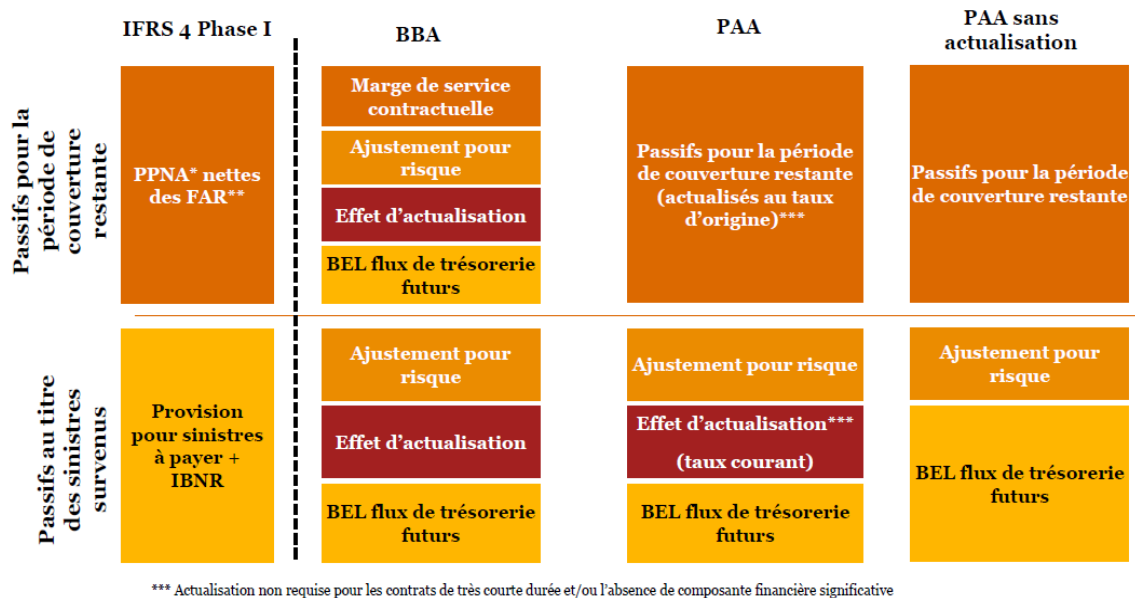 IFRS 4 Phase I
BBA
PAA
PAA sans
actualisation
Passifs pour la
période de
couverture
restante
PPNA* nettes
des FAR**
Marge de service
contractuelle
Ajustement pour
risque
Effet d'actualisation
BEL flux de trésorerie
futurs
Passifs pour la période
de couverture restante
(actualisés au taux
d'origine)***
Passifs pour la période
de couverture restante
Passifs au titre
des sinistres
survenus
Provision
pour sinistres
à payer +
IBNR
Ajustement pour
risque
Effet d'actualisation
BEL flux de trésorerie
futurs
Ajustement pour risque
Effet d'actualisation***
(taux courant)
BEL flux de trésorerie
futurs
Ajustement pour
risque
BEL flux de trésorerie
futurs
*** Actualisation non requise pour les contrats de très courte durée et/ou l'absence de composante financière significative